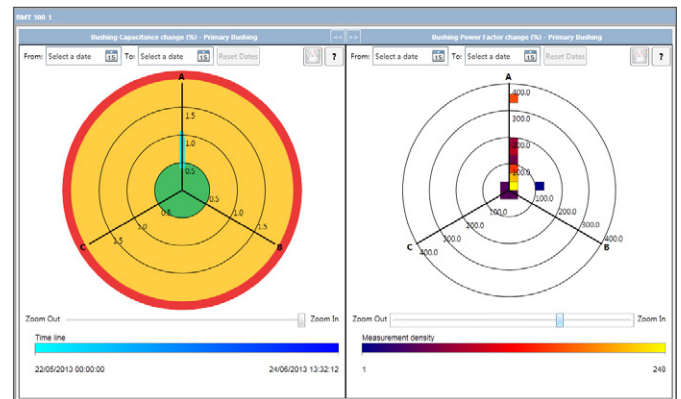 BMT 300 1
Bushing Capacitance change (%) - Primary Bushing
<<
>>
Bushing Power Factor change (%) - Primary Bushing
From: Select a date 15 To: Select a date 15 Reset Dates ?
From: Select a date 15 To: Select a date 15 Reset Dates ?
A
1.5
1.0
0.5
0.5
0.5
1.0
1.0
1.5
1.5
C
B
A
400.0
300.0
200.0
100.0
100.0
100.0
200.0
200.0
300.0
300.0
400.0
400.0
C
B
Zoom Out Zoom In
Zoom Out Zoom In
Time line
22/05/2013 00:00:00 24/06/2013 13:32:12
Measurement density
1 248